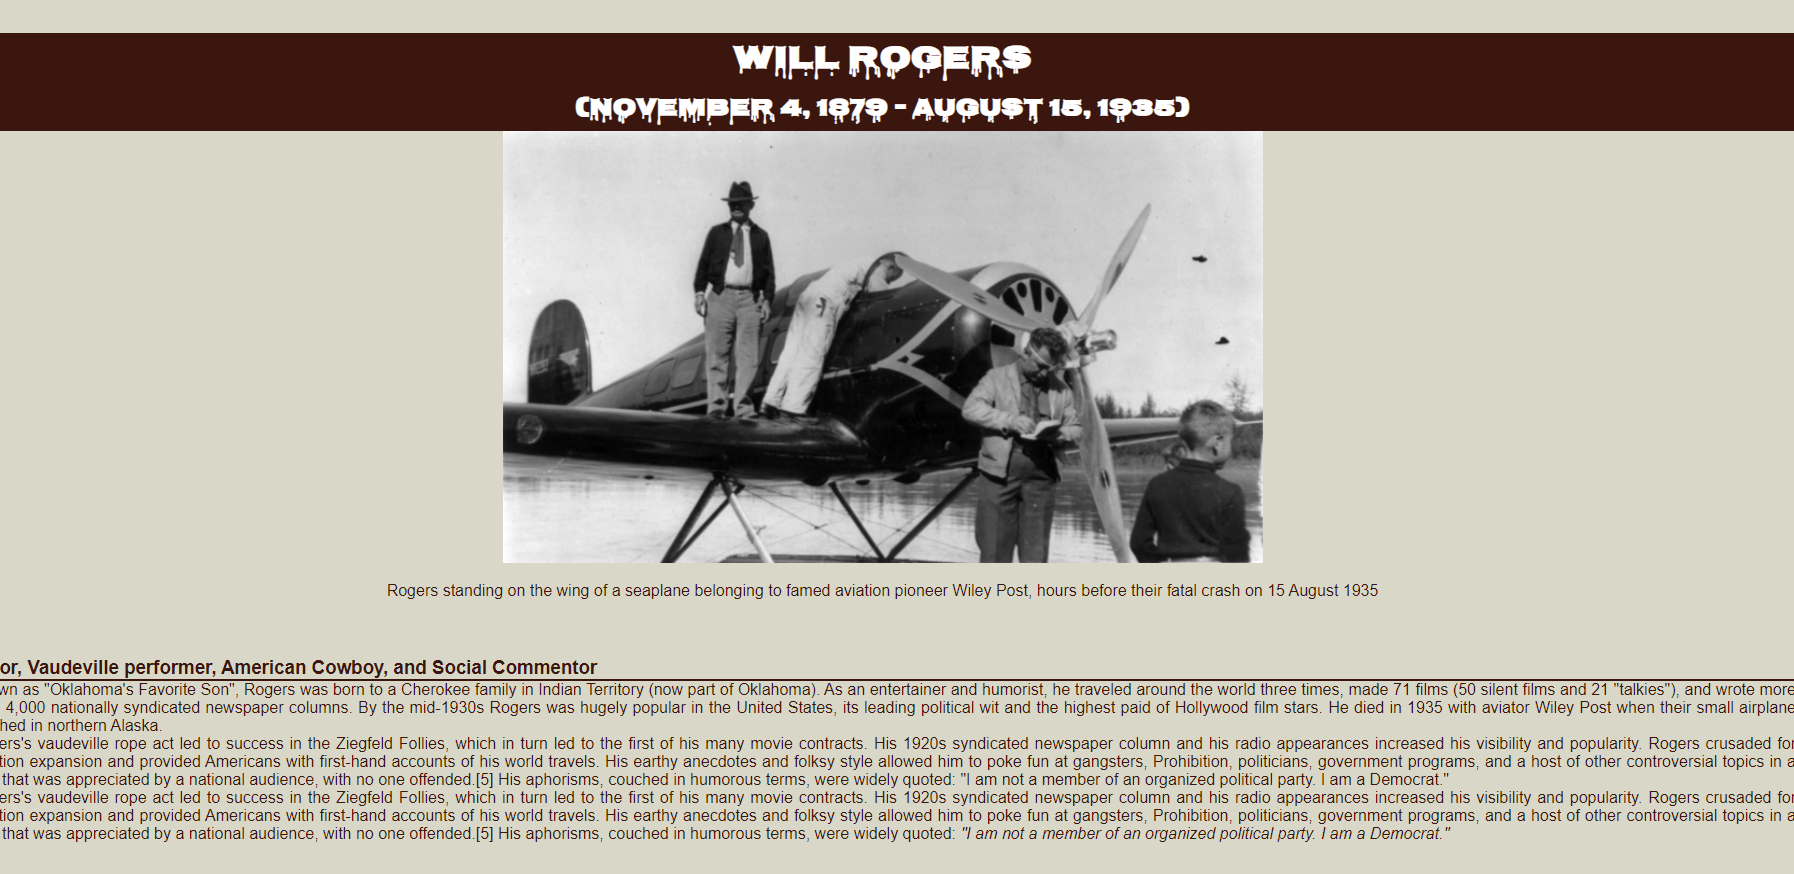 WILL ROGERS
(NOVEMBER 4, 1879 - AUGUST 15, 1935)
Rogers standing on the wing of a seaplane belonging to famed aviation pioneer Wiley Post, hours before their fatal crash on 15 August 1935
or, Vaudeville performer, American Cowboy, and Social Commentor
wn as "Oklahoma's Favorite Son", Rogers was born to a Cherokee family in Indian Territory (now part of Oklahoma). As an entertainer and humorist, he traveled around the world three times, made 71 films (50 silent films and 21 "talkies"), and wrote more
4,000 nationally syndicated newspaper columns. By the mid-1930s Rogers was hugely popular in the United States, its leading political wit and the highest paid of Hollywood film stars. He died in 1935 with aviator Wiley Post when their small airplane
hed in northern Alaska.
ers's vaudeville rope act led to success in the Ziegfeld Follies, which in turn led to the first of his many movie contracts. His 1920s syndicated newspaper column and his radio appearances increased his visibility and popularity. Rogers crusaded for
tion expansion and provided Americans with first-hand accounts of his world travels. His earthy anecdotes and folksy style allowed him to poke fun at gangsters, Prohibition, politicians, government programs, and a host of other controversial topics in a
that was appreciated by a national audience, with no one offended.[5] His aphorisms, couched in humorous terms, were widely quoted: "I am not a member of an organized political party. I am a Democrat."
ers's vaudeville rope act led to success in the Ziegfeld Follies, which in turn led to the first of his many movie contracts. His 1920s syndicated newspaper column and his radio appearances increased his visibility and popularity. Rogers crusaded for
tion expansion and provided Americans with first-hand accounts of his world travels. His earthy anecdotes and folksy style allowed him to poke fun at gangsters, Prohibition, politicians, government programs, and a host of other controversial topics in a
that was appreciated by a national audience, with no one offended.[5] His aphorisms, couched in humorous terms, were widely quoted: "I am not a member of an organized political party. I am a Democrat."